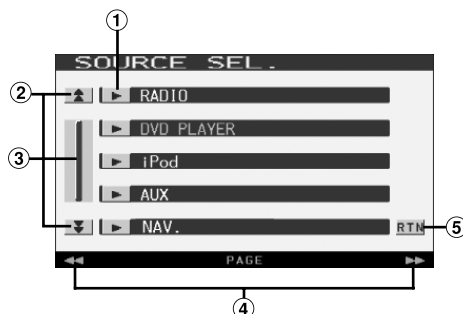 ①
SOURCE SEL.
② RADIO
DVD PLAYER
③ iPod
AUX
NAV. RTN ⑤
PAGE
④